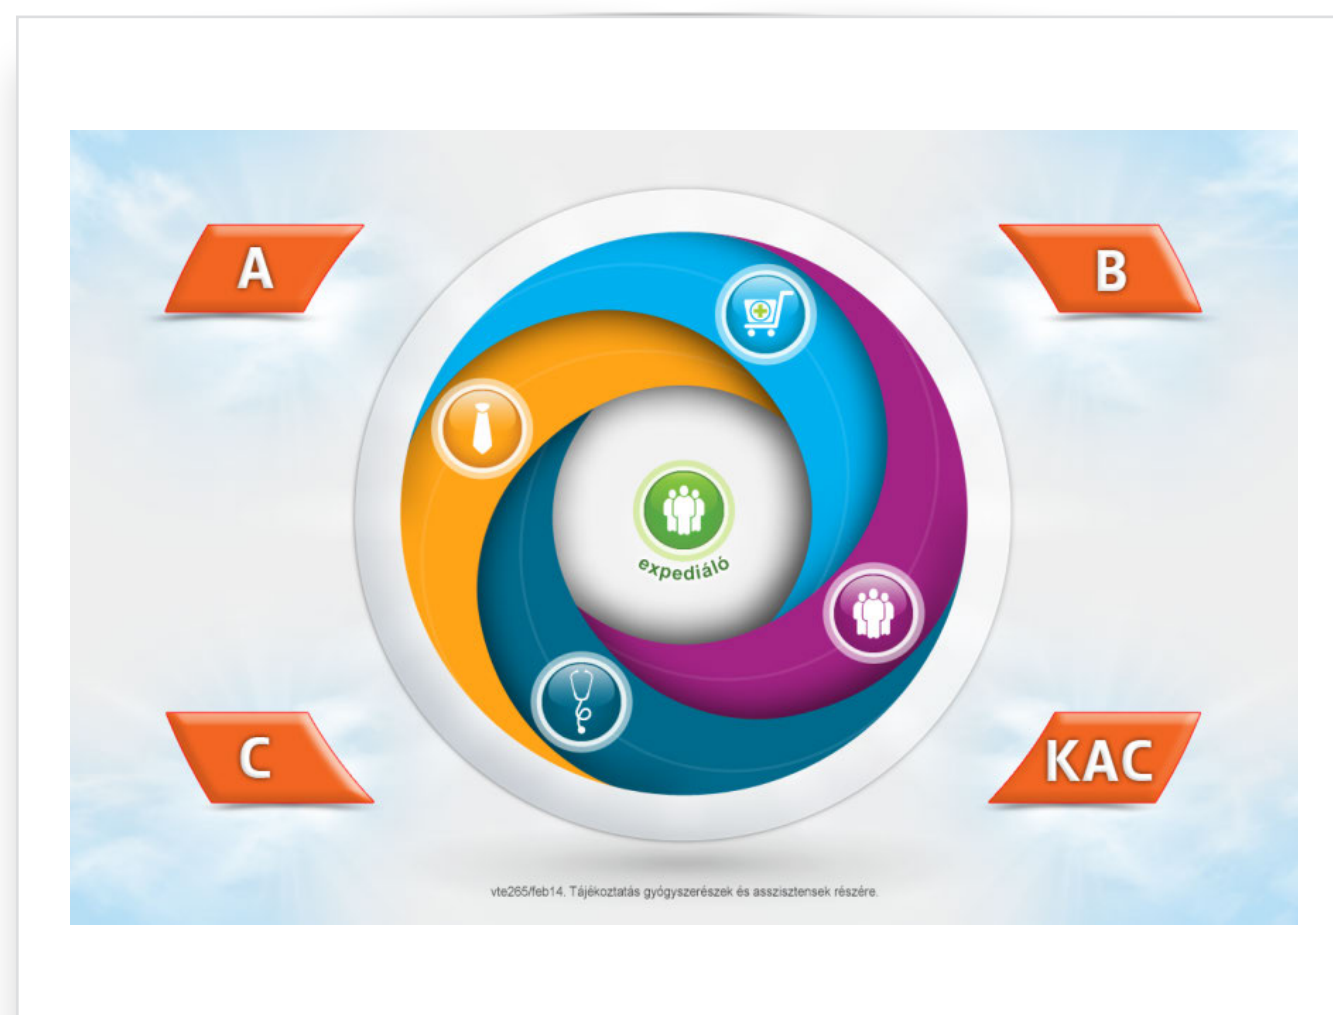 A
B
expediáló
C
KAC
vte265/feb14. Tájékoztatás gyógyszerészek és asszisztensek részére.